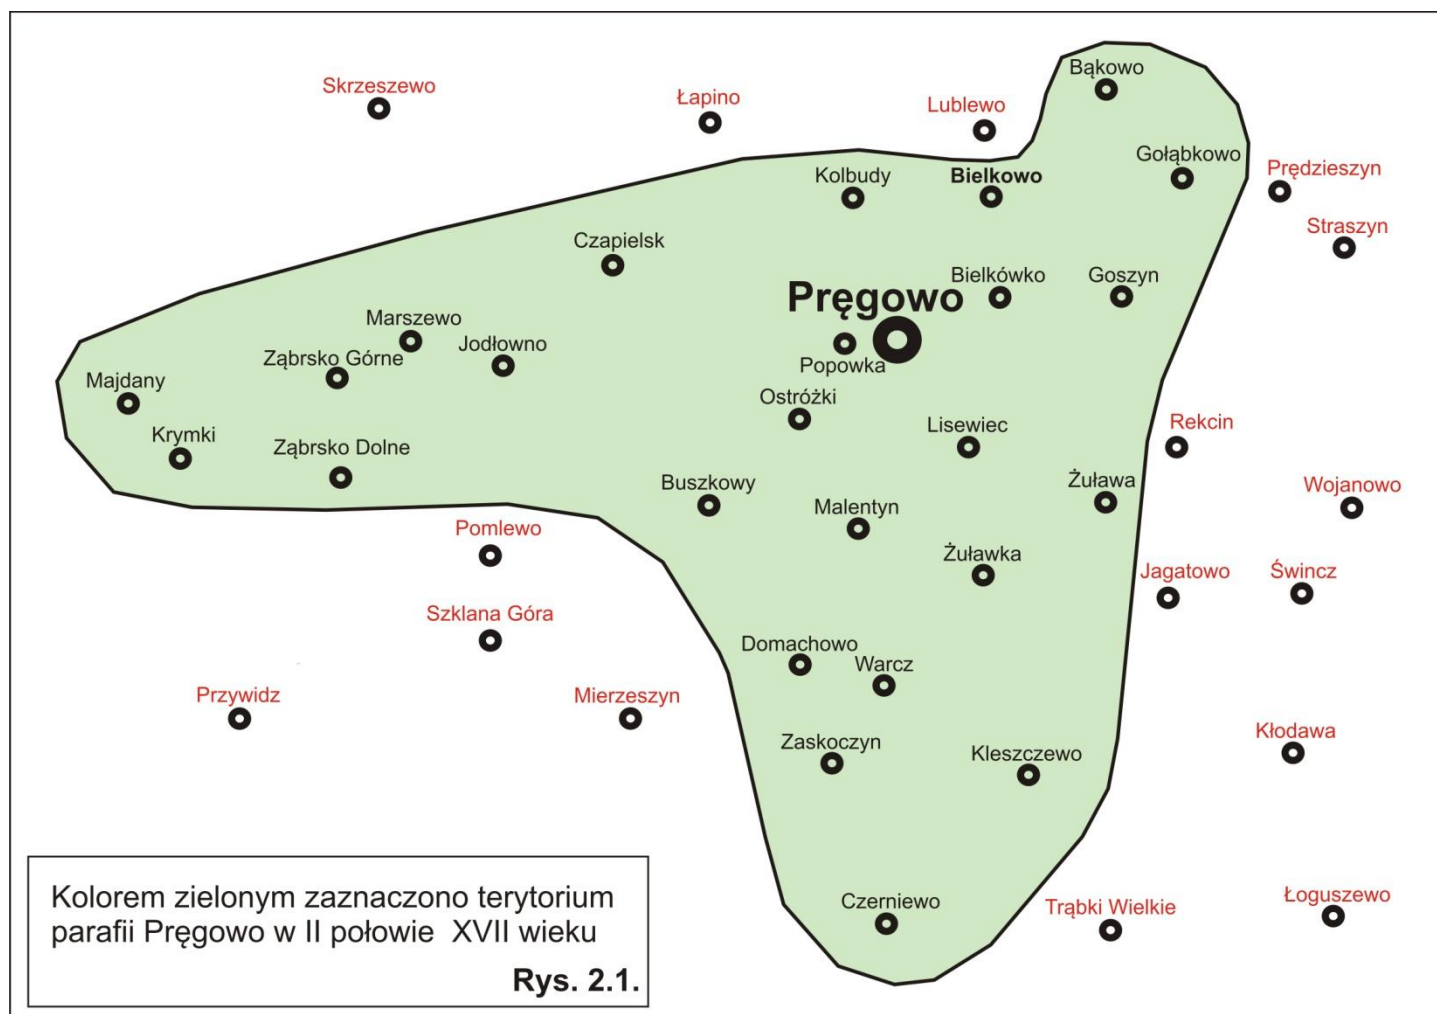 Bąkowo
Skrzeszewo
Łapino
Lublewo
Gołąbkowo
Prędzieszyn
Kolbudy
Bielkowo
Straszyn
Czapielsk
Bielkówko
Goszyn
Pręgowo
Marszewo
Jodłowno
Ząbrsko Górne
Popowka
Majdany
Ostróżki
Rekcin
Krymki
Ząbrsko Dolne
Lisewiec
Buszkowy
Żuława
Wojanowo
Malentyn
Pomlewo
Żuławka
Jagatowo
Świncz
Szklana Góra
Domachowo
Warcz
Przywidz
Mierzeszyn
Kłodawa
Zaskoczyn
Kleszczewo
Czerniewo
Trąbki Wielkie
Łoguszewo
Kolorem zielonym zaznaczono terytorium
parafii Pręgowo w II połowie XVII wieku
Rys. 2.1.